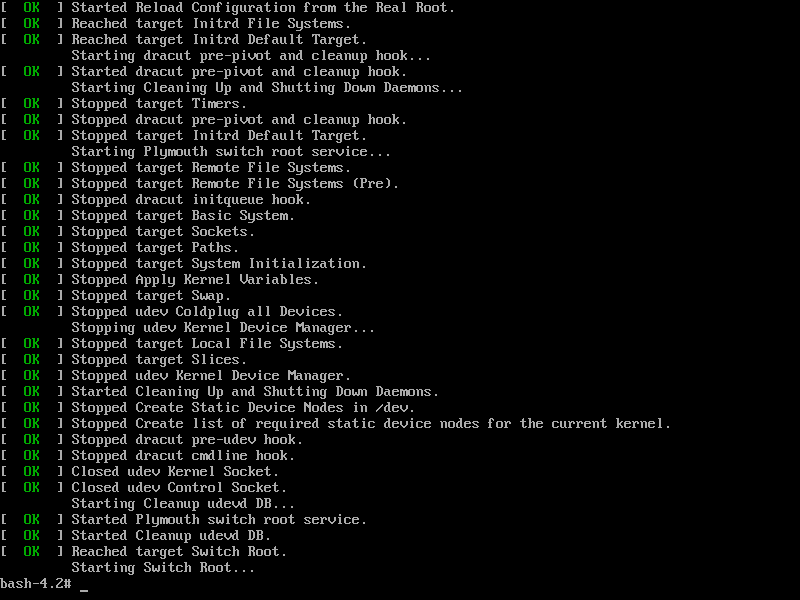 [  OK  ] Started Reload Configuration from the Real Root.
[  OK  ] Reached target Initrd File Systems.
[  OK  ] Reached target Initrd Default Target.
         Starting dracut pre-pivot and cleanup hook...
[  OK  ] Started dracut pre-pivot and cleanup hook.
         Starting Cleaning Up and Shutting Down Daemons...
[  OK  ] Stopped target Timers.
[  OK  ] Stopped dracut pre-pivot and cleanup hook.
[  OK  ] Stopped target Initrd Default Target.
         Starting Plymouth switch root service...
[  OK  ] Stopped target Remote File Systems.
[  OK  ] Stopped target Remote File Systems (Pre).
[  OK  ] Stopped dracut initqueue hook.
[  OK  ] Stopped target Basic System.
[  OK  ] Stopped target Sockets.
[  OK  ] Stopped target Paths.
[  OK  ] Stopped target System Initialization.
[  OK  ] Stopped Apply Kernel Variables.
[  OK  ] Stopped target Swap.
[  OK  ] Stopped udev Coldplug all Devices.
         Stopping udev Kernel Device Manager...
[  OK  ] Stopped target Local File Systems.
[  OK  ] Stopped target Slices.
[  OK  ] Stopped udev Kernel Device Manager.
[  OK  ] Started Cleaning Up and Shutting Down Daemons.
[  OK  ] Stopped Create Static Device Nodes in /dev.
[  OK  ] Stopped Create list of required static device nodes for the current kernel.
[  OK  ] Stopped dracut pre-udev hook.
[  OK  ] Stopped dracut cmdline hook.
[  OK  ] Closed udev Kernel Socket.
[  OK  ] Closed udev Control Socket.
         Starting Cleanup udevd DB...
[  OK  ] Started Plymouth switch root service.
[  OK  ] Started Cleanup udevd DB.
[  OK  ] Reached target Switch Root.
         Starting Switch Root...
bash-4.2# _